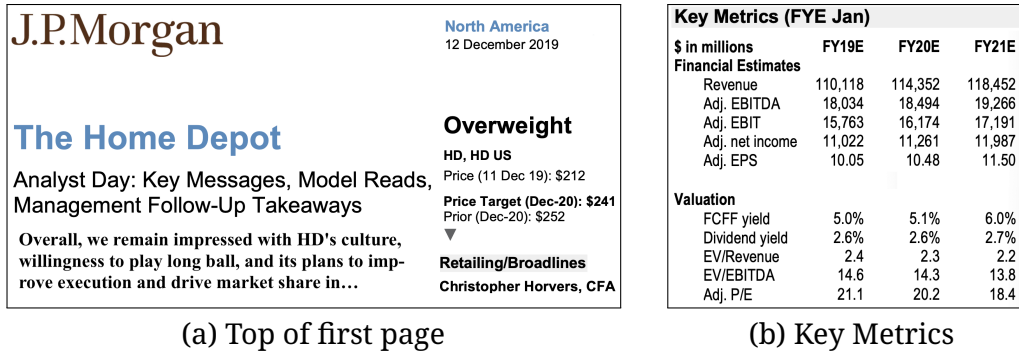 J.P.Morgan
North America
12 December 2019
The Home Depot
Analyst Day: Key Messages, Model Reads,
Management Follow-Up Takeaways
Overall, we remain impressed with HD's culture,
willingness to play long ball, and its plans to imp-
rove execution and drive market share in…
Overweight
HD, HD US
Price (11 Dec 19): $212
Price Target (Dec-20): $241
Prior (Dec-20): $252
▼
Retailing/Broadlines
Christopher Horvers, CFA
(a) Top of first page
Key Metrics (FYE Jan)
$ in millions FY19E FY20E FY21E
Financial Estimates
Revenue 110,118 114,352 118,452
Adj. EBITDA 18,034 18,494 19,266
Adj. EBIT 15,763 16,174 17,191
Adj. net income 11,022 11,261 11,987
Adj. EPS 10.05 10.48 11.50
Valuation
FCFF yield 5.0% 5.1% 6.0%
Dividend yield 2.6% 2.6% 2.7%
EV/Revenue 2.4 2.3 2.2
EV/EBITDA 14.6 14.3 13.8
Adj. P/E 21.1 20.2 18.4
(b) Key Metrics